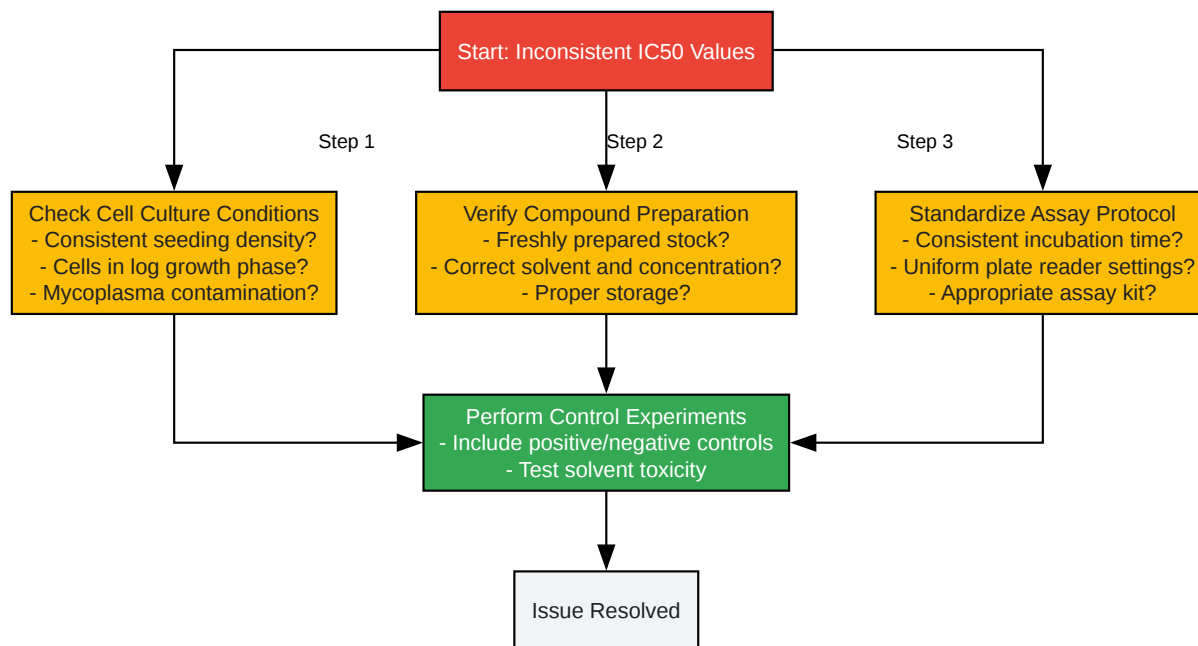 Start: Inconsistent IC50 Values
Step 1
Step 2
Step 3
Check Cell Culture Conditions
- Consistent seeding density?
- Cells in log growth phase?
- Mycoplasma contamination?
Verify Compound Preparation
- Freshly prepared stock?
- Correct solvent and concentration?
- Proper storage?
Standardize Assay Protocol
- Consistent incubation time?
- Uniform plate reader settings?
- Appropriate assay kit?
Perform Control Experiments
- Include positive/negative controls
- Test solvent toxicity
Issue Resolved